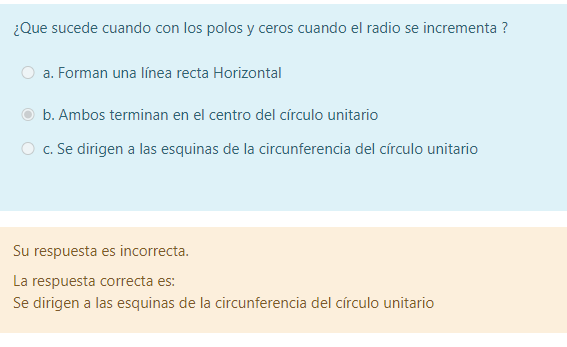 ¿Que sucede cuando con los polos y ceros cuando el radio se incrementa ?
a. Forman una línea recta Horizontal
b. Ambos terminan en el centro del círculo unitario
c. Se dirigen a las esquinas de la circunferencia del círculo unitario
Su respuesta es incorrecta.
La respuesta correcta es:
Se dirigen a las esquinas de la circunferencia del círculo unitario